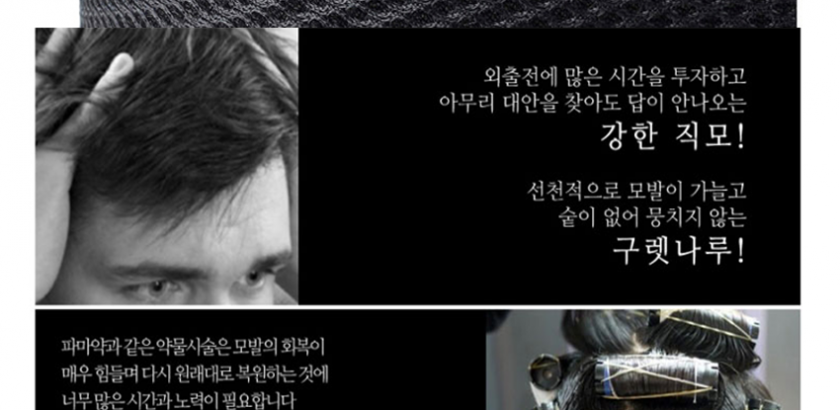 외출전에 많은 시간을 투자하고
아무리 대안을 찾아도 답이 안나오는
강한 직모!
선천적으로 모발이 가늘고
숱이 없어 뭉치지 않는
구렛나루!
파마약과 같은 약물시술은 모발의 회복이
매우 힘들며 다시 원래대로 복원하는 것에
너무 많은 시간과 노력이 필요합니다